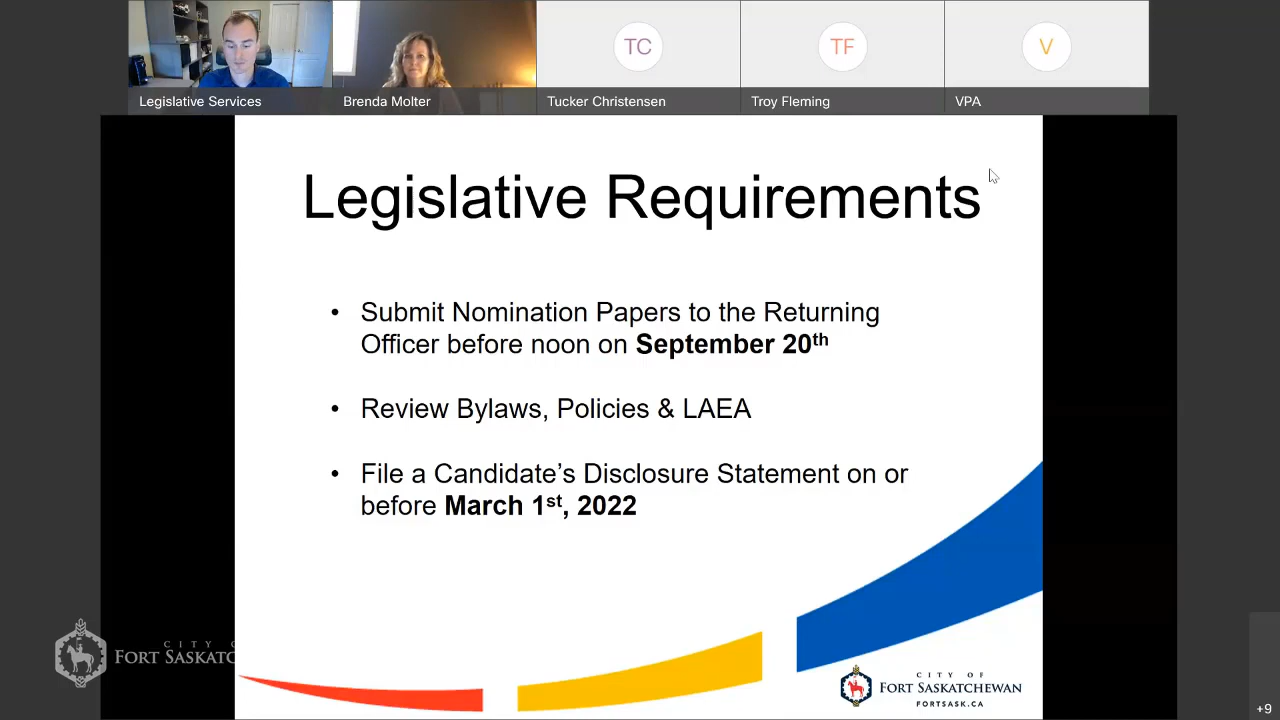 TC
TF
V
Legislative Services
Brenda Molter
Tucker Christensen
Troy Fleming
VPA
Legislative Requirements
• Submit Nomination Papers to the Returning
Officer before noon on September 20th
• Review Bylaws, Policies & LAEA
• File a Candidate’s Disclosure Statement on or
before March 1st, 2022
CITY O
FORT SASKATC
CITY OF
FORT SASKATCHEWAN
FORTSASK.CA
+9